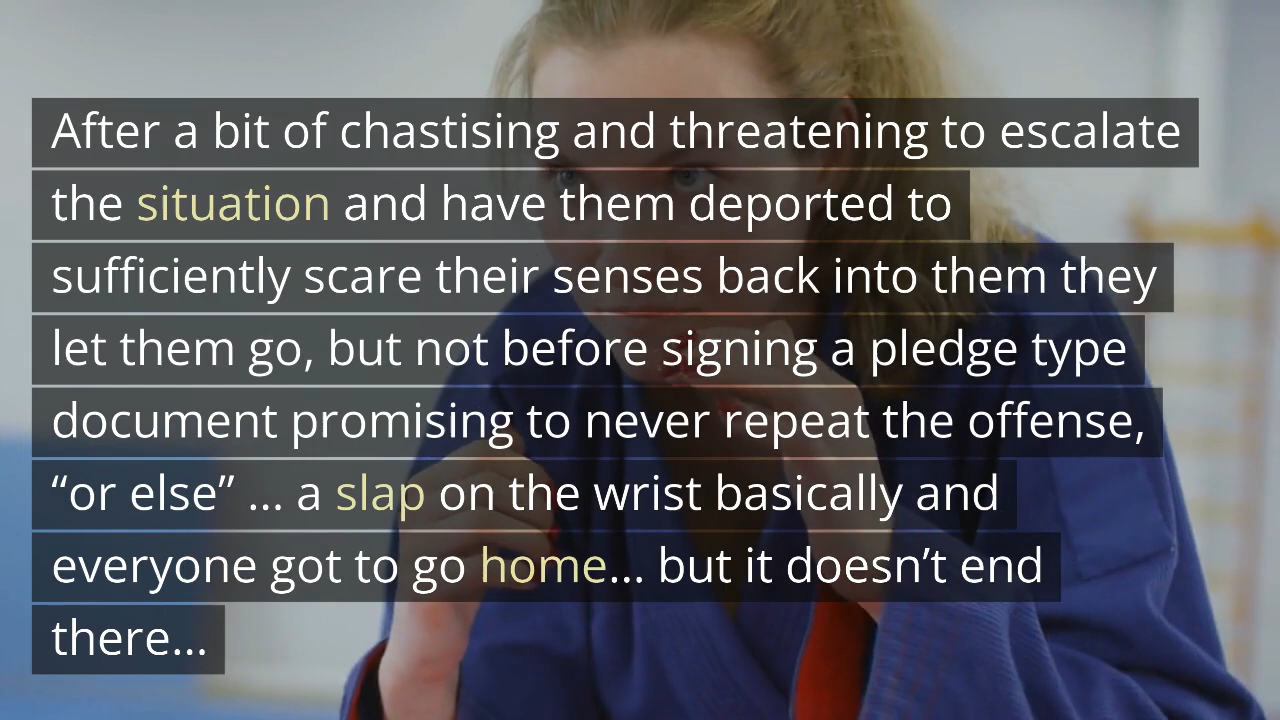 After a bit of chastising and threatening to escalate
the situation and have them deported to
sufficiently scare their senses back into them they
let them go, but not before signing a pledge type
document promising to never repeat the offense,
“or else” ... a slap on the wrist basically and
everyone got to go home... but it doesn’t end
there...